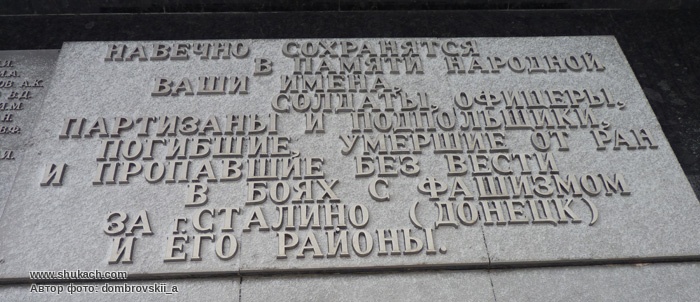 НАВЕЧНО СОХРАНЯТСЯ
В ПАМЯТИ НАРОДНОЙ
ВАШИ ИМЕНА,
СОЛДАТЫ, ОФИЦЕРЫ,
ПАРТИЗАНЫ И ПОДПОЛЬЩИКИ,
ПОГИБШИЕ, УМЕРШИЕ ОТ РАН
И ПРОПАВШИЕ БЕЗ ВЕСТИ
В БОЯХ С ФАШИЗМОМ
ЗА г. СТАЛИНО (ДОНЕЦК)
И ЕГО РАЙОНЫ.
www.shukach.com
Автор фото: dombrovskii_a